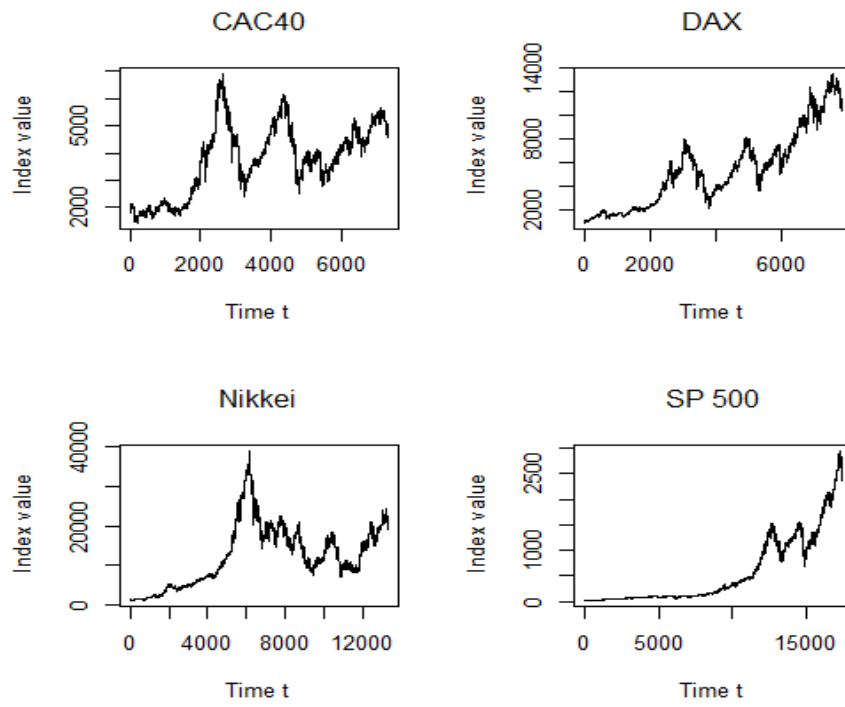 CAC40
Index value
2000 5000
0 2000 4000 6000
Time t
DAX
Index value
2000 8000 14000
0 2000 6000
Time t
Nikkei
Index value
0 20000 40000
0 4000 8000 12000
Time t
SP 500
Index value
0 1000 2500
0 5000 15000
Time t